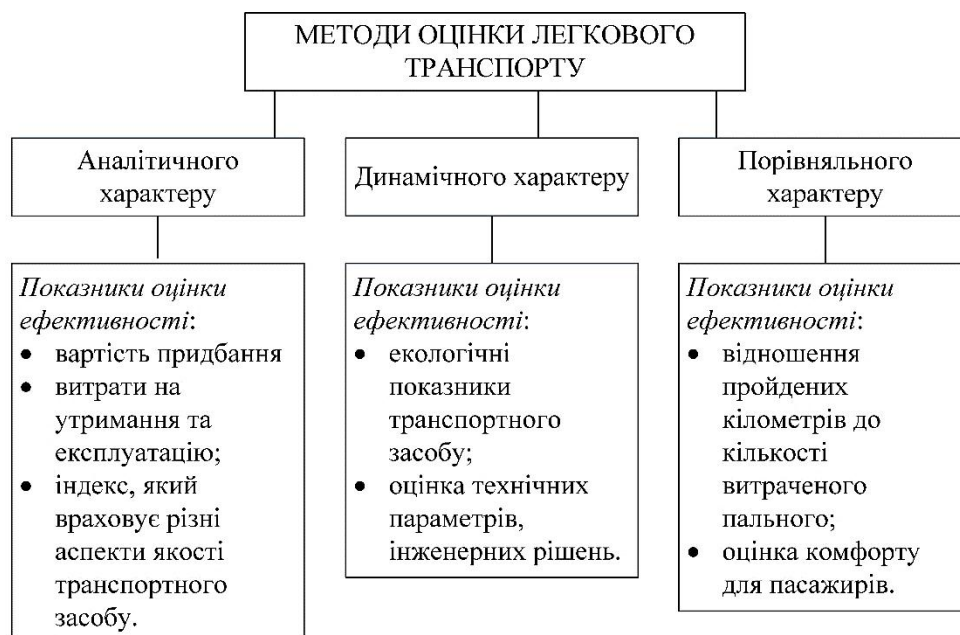 МЕТОДИ ОЦІНКИ ЛЕГКОВОГО
ТРАНСПОРТУ
Аналітичного
характеру
Динамічного характеру
Порівняльного
характеру
Показники оцінки
ефективності:
• вартість придбання
• витрати на
утримання та
експлуатацію;
• індекс, який
враховує різні
аспекти якості
транспортного
засобу.
Показники оцінки
ефективності:
• екологічні
показники
транспортного
засобу;
• оцінка технічних
параметрів,
інженерних рішень.
Показники оцінки
ефективності:
• відношення
пройдених
кілометрів до
кількості
витраченого
пального;
• оцінка комфорту
для пасажирів.